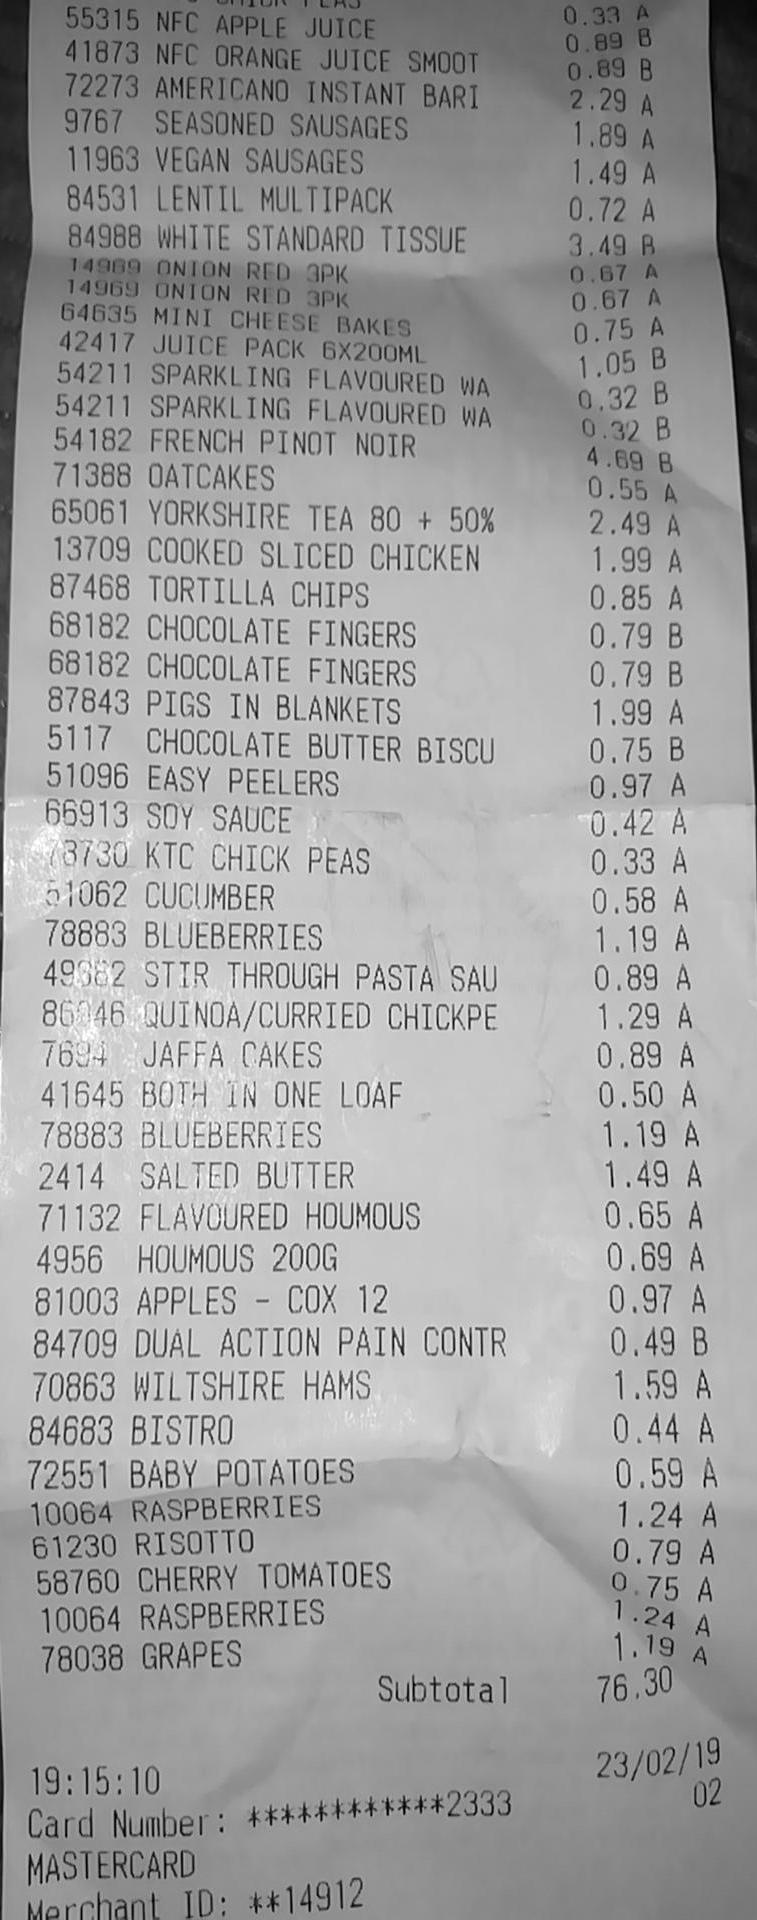 PEAS 0.33 A
55315 NFC APPLE JUICE 0.89 B
41873 NFC ORANGE JUICE SMOOT 0.89 B
72273 AMERICANO INSTANT BARI 2.29 A
9767 SEASONED SAUSAGES 1.89 A
11963 VEGAN SAUSAGES 1.49 A
84531 LENTIL MULTIPACK 0.72 A
84988 WHITE STANDARD TISSUE 3.49 B
14969 ONION RED 3PK 0.67 A
14969 ONION RED 3PK 0.67 A
64635 MINI CHEESE BAKES 0.75 A
42417 JUICE PACK 6X200ML 1.05 B
54211 SPARKLING FLAVOURED WA 0.32 B
54211 SPARKLING FLAVOURED WA 0.32 B
54182 FRENCH PINOT NOIR 4.69 B
71388 OATCAKES 0.55 A
65061 YORKSHIRE TEA 80 + 50% 2.49 A
13709 COOKED SLICED CHICKEN 1.99 A
87468 TORTILLA CHIPS 0.85 A
68182 CHOCOLATE FINGERS 0.79 B
68182 CHOCOLATE FINGERS 0.79 B
87843 PIGS IN BLANKETS 1.99 A
5117 CHOCOLATE BUTTER BISCU 0.75 B
51096 EASY PEELERS 0.97 A
66913 SOY SAUCE 0.42 A
KTC CHICK PEAS 0.33 A
51062 CUCUMBER 0.58 A
78883 BLUEBERRIES 1.19 A
STIR THROUGH PASTA SAU 0.89 A
QUINOA/CURRIED CHICKPE 1.29 A
7694 JAFFA CAKES 0.89 A
41645 BOTH IN ONE LOAF 0.50 A
78883 BLUEBERRIES 1.19 A
2414 SALTED BUTTER 1.49 A
71132 FLAVOURED HOUMOUS 0.65 A
4956 HOUMOUS 200G 0.69 A
81003 APPLES - COX 12 0.97 A
84709 DUAL ACTION PAIN CONTR 0.49 B
70863 WILTSHIRE HAMS 1.59 A
84683 BISTRO 0.44 A
72551 BABY POTATOES 0.59 A
10064 RASPBERRIES 1.24 A
61230 RISOTTO 0.79 A
58760 CHERRY TOMATOES 0.75 A
10064 RASPBERRIES 1.24 A
78038 GRAPES 1.19 A
Subtotal 76.30
19:15:10 23/02/19
Card Number: ************2333 02
MASTERCARD
Merchant ID: **14912